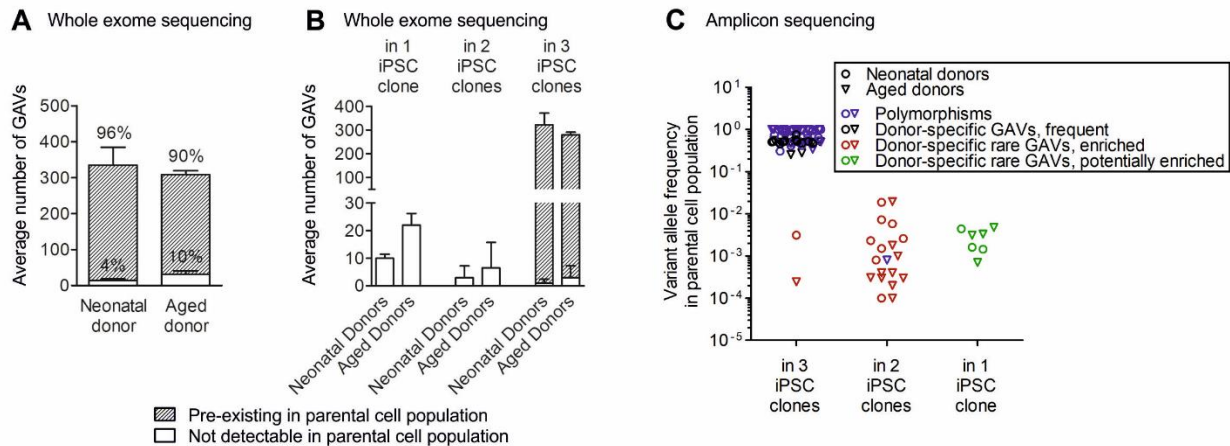 A Whole exome sequencing
Average number of GAVs
500
400
300
200
100
0
96%
90%
4%
10%
Neonatal
donor
Aged
donor
B Whole exome sequencing
in 1
iPSC
clone
in 2
iPSC
clones
in 3
iPSC
clones
Average number of GAVs
400
300
200
100
30
20
10
0
Neonatal Donors
Aged Donors
Neonatal Donors
Aged Donors
Neonatal Donors
Aged Donors
Pre-existing in parental cell population
Not detectable in parental cell population
C Amplicon sequencing
Neonatal donors
Aged donors
Polymorphisms
Donor-specific GAVs, frequent
Donor-specific rare GAVs, enriched
Donor-specific rare GAVs, potentially enriched
Variant allele frequency
in parental cell population
10¹
10⁰
10⁻¹
10⁻²
10⁻³
10⁻⁴
10⁻⁵
in 3
iPSC
clones
in 2
iPSC
clones
in 1
iPSC
clone